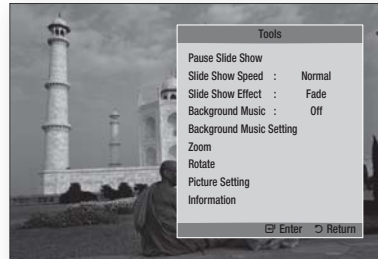 Tools
Pause Slide Show
Slide Show Speed : Normal
Slide Show Effect : Fade
Background Music : Off
Background Music Setting
Zoom
Rotate
Picture Setting
Information
Enter Return